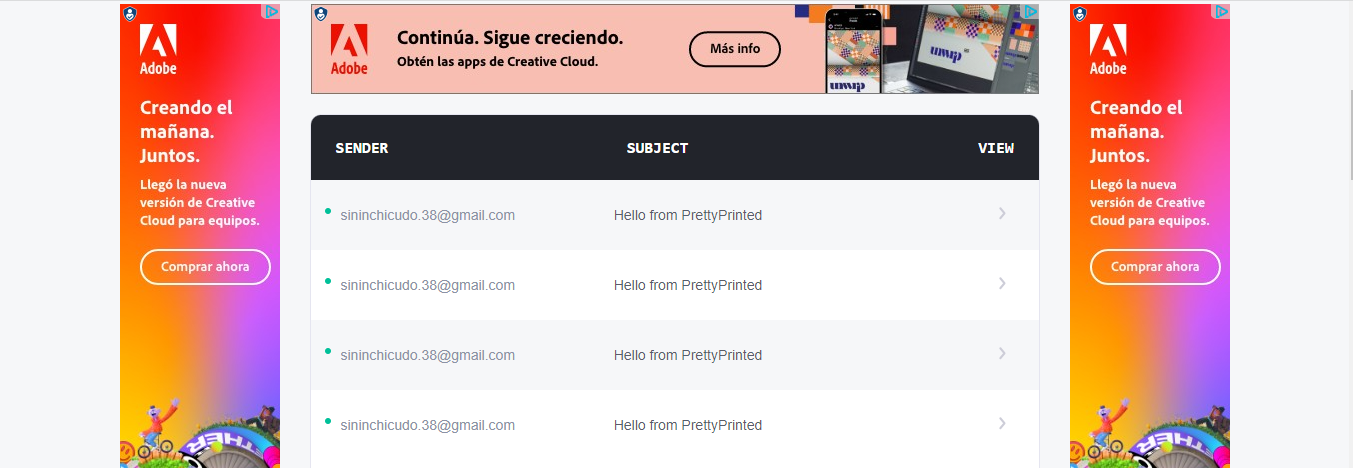 Adobe
Creando el
mañana.
Juntos.
Llegó la nueva
versión de Creative
Cloud para equipos.
Comprar ahora
Adobe
Continúa. Sigue creciendo.
Obtén las apps de Creative Cloud.
Más info
SENDER SUBJECT VIEW
sininchicudo.38@gmail.com Hello from PrettyPrinted
sininchicudo.38@gmail.com Hello from PrettyPrinted
sininchicudo.38@gmail.com Hello from PrettyPrinted
sininchicudo.38@gmail.com Hello from PrettyPrinted
Adobe
Creando el
mañana.
Juntos.
Llegó la nueva
versión de Creative
Cloud para equipos.
Comprar ahora